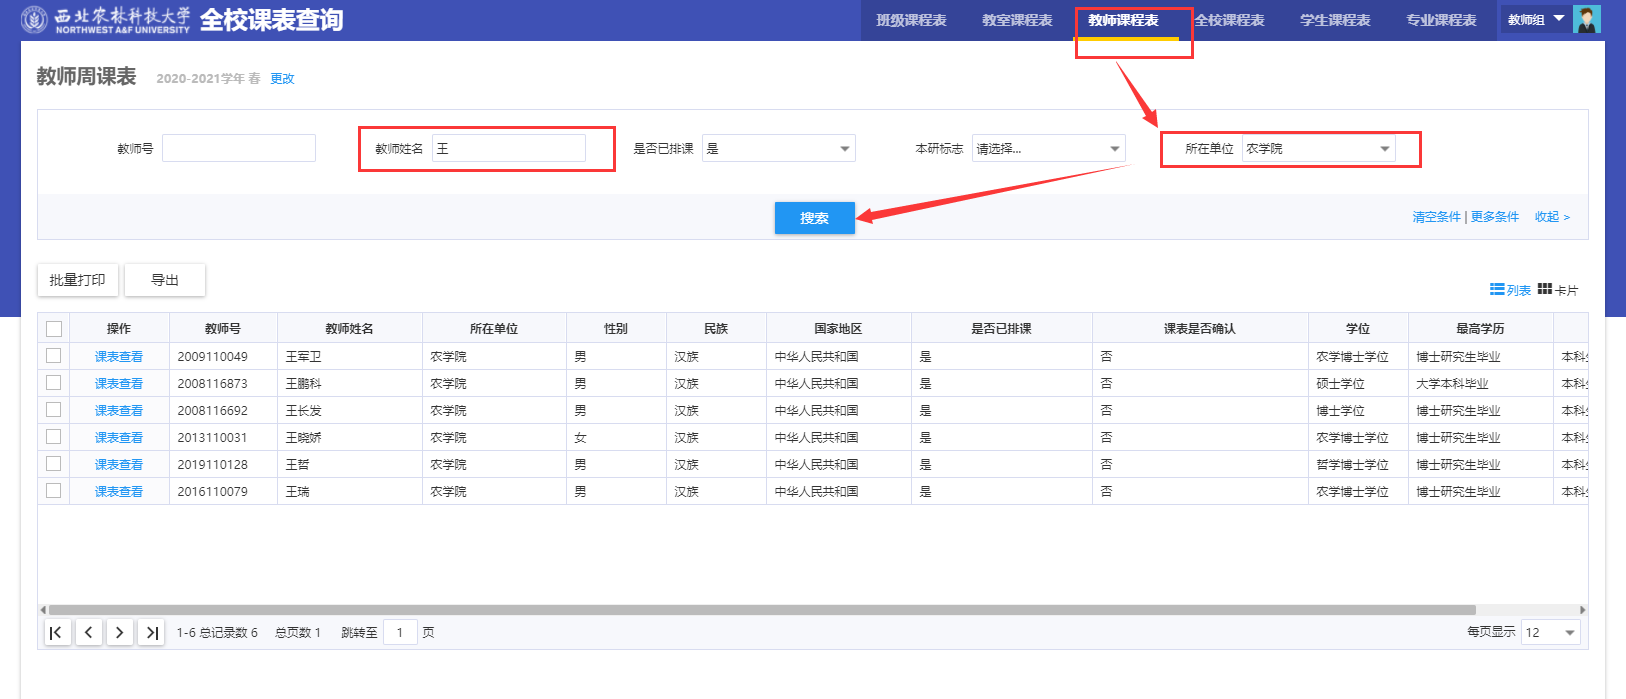 西北农林科技大学 全校课表查询
NORTHWEST A&F UNIVERSITY
班级课程表 教室课程表 教师课程表 全校课程表 学生课程表 专业课程表 教师组
教师周课表 2020-2021学年 春 更改
教师号 教师姓名 王 是否已排课 是 本研标志 请选择... 所在单位 农学院
搜索 清空条件 | 更多条件 收起 >
批量打印 导出 列表 卡片
操作 教师号 教师姓名 所在单位 性别 民族 国家地区 是否已排课 课表是否确认 学位 最高学历
课表查看 2009110049 王军卫 农学院 男 汉族 中华人民共和国 是 否 农学博士学位 博士研究生毕业 本科
课表查看 2008116873 王鹏科 农学院 男 汉族 中华人民共和国 是 否 硕士学位 大学本科毕业 本科
课表查看 2008116692 王长发 农学院 男 汉族 中华人民共和国 是 否 博士学位 博士研究生毕业 本科
课表查看 2013110031 王晓娇 农学院 女 汉族 中华人民共和国 是 否 农学博士学位 博士研究生毕业 本科
课表查看 2019110128 王哲 农学院 男 汉族 中华人民共和国 是 否 哲学博士学位 博士研究生毕业 本科
课表查看 2016110079 王瑞 农学院 男 汉族 中华人民共和国 是 否 农学博士学位 博士研究生毕业 本科
1-6 总记录数 6 总页数 1 跳转至 1 页 每页显示 12